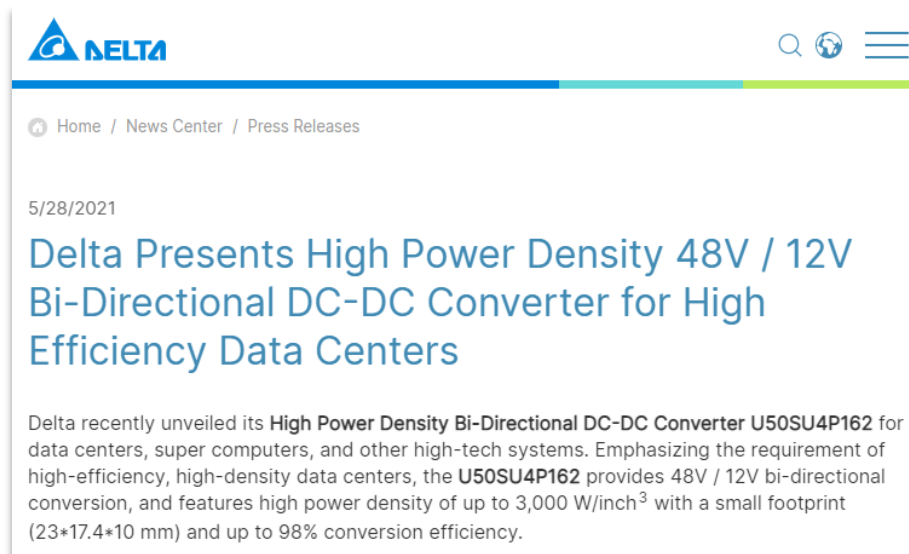 DELTA
Home / News Center / Press Releases
5/28/2021
Delta Presents High Power Density 48V / 12V
Bi-Directional DC-DC Converter for High
Efficiency Data Centers
Delta recently unveiled its High Power Density Bi-Directional DC-DC Converter U50SU4P162 for
data centers, super computers, and other high-tech systems. Emphasizing the requirement of
high-efficiency, high-density data centers, the U50SU4P162 provides 48V / 12V bi-directional
conversion, and features high power density of up to 3,000 W/inch³ with a small footprint
(23*17.4*10 mm) and up to 98% conversion efficiency.